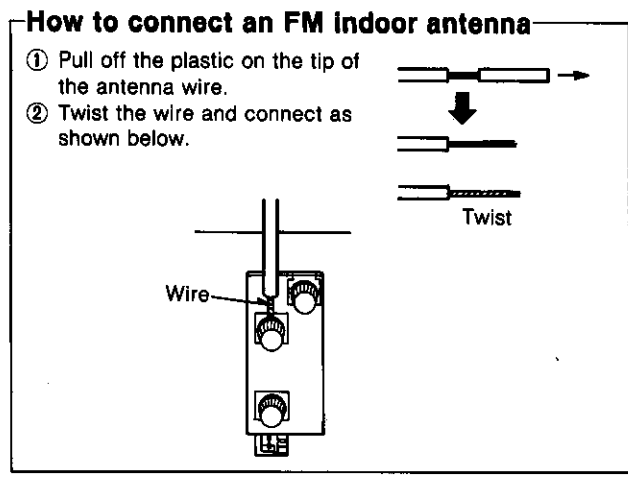 How to connect an FM indoor antenna
① Pull off the plastic on the tip of
the antenna wire.
② Twist the wire and connect as
shown below.
Twist
Wire